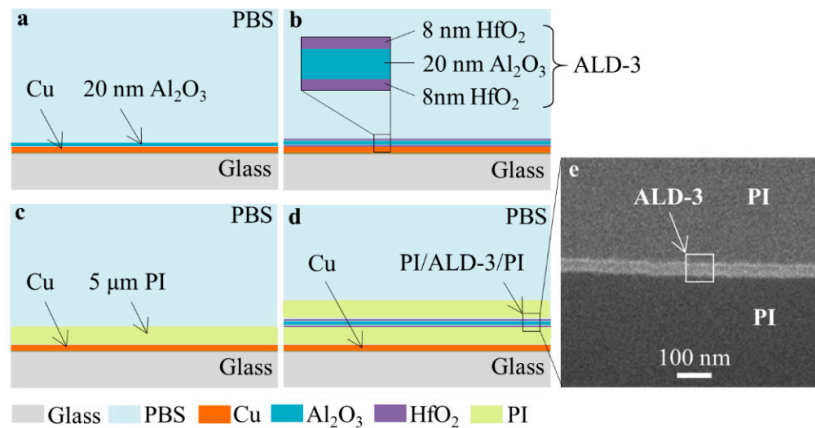 a
PBS
Cu
20 nm Al₂O₃
Glass
b
8 nm HfO₂
20 nm Al₂O₃
8nm HfO₂
ALD-3
Glass
c
PBS
Cu
5 μm PI
Glass
d
PBS
Cu
PI/ALD-3/PI
Glass
e
ALD-3
PI
PI
100 nm
Glass PBS Cu Al₂O₃ HfO₂ PI